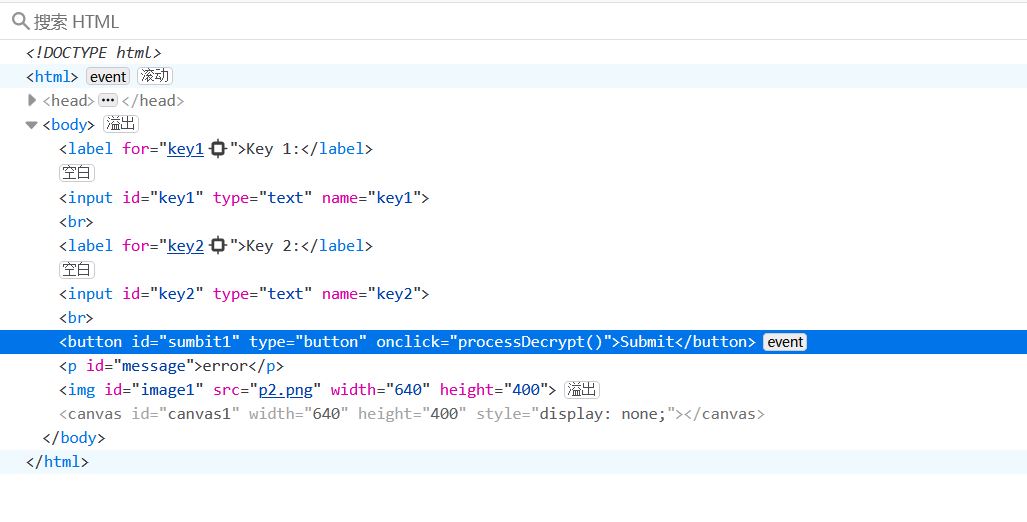 搜索 HTML
<!DOCTYPE html>
<html> event 滚动
<head> ••• </head>
<body> 溢出
<label for="key1">Key 1:</label>
空白
<input id="key1" type="text" name="key1">
<br>
<label for="key2">Key 2:</label>
空白
<input id="key2" type="text" name="key2">
<br>
<button id="sumbit1" type="button" onclick="processDecrypt()">Submit</button> event
<p id="message">error</p>
<img id="image1" src="p2.png" width="640" height="400"> 溢出
<canvas id="canvas1" width="640" height="400" style="display: none;"></canvas>
</body>
</html>